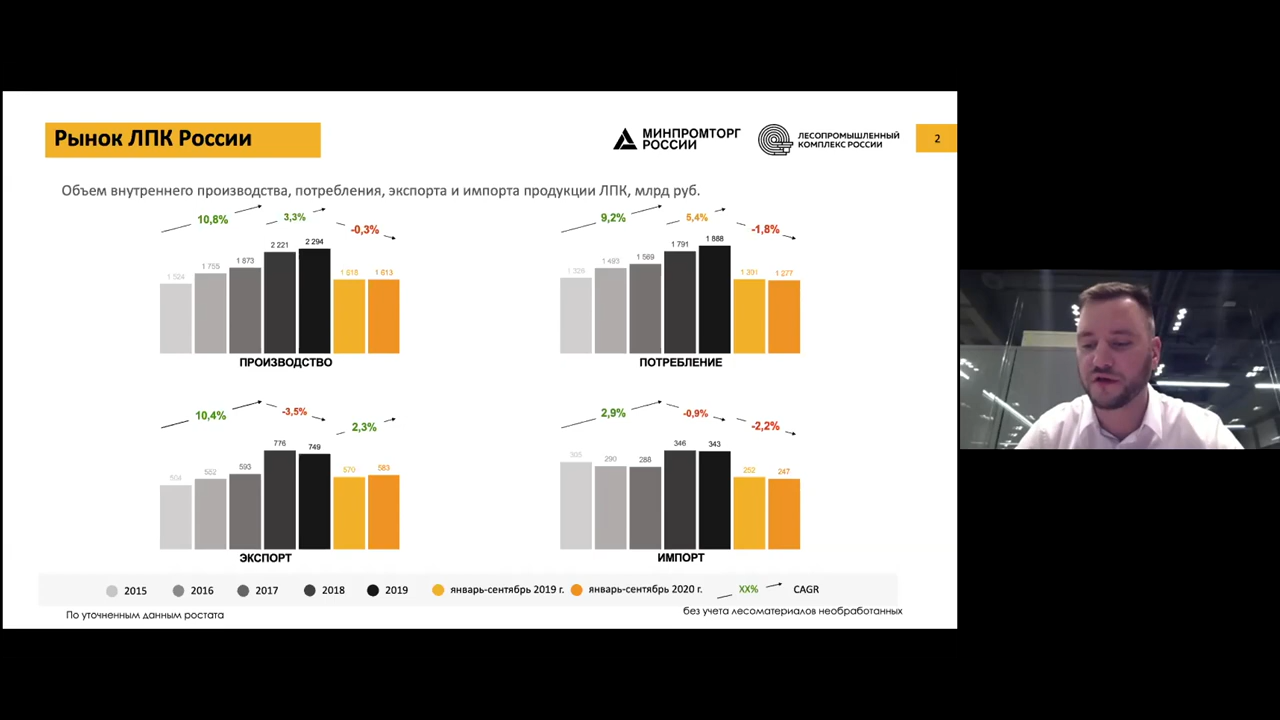 Рынок ЛПК России
МИНПРОМТОРГ
РОССИИ
ЛЕСОПРОМЫШЛЕННЫЙ
КОМПЛЕКС РОССИИ
2
Объем внутреннего производства, потребления, экспорта и импорта продукции ЛПК, млрд руб.
10,8%
3,3%
-0,3%
1 524
1 755
1 873
2 221
2 294
1 618
1 613
ПРОИЗВОДСТВО
9,2%
5,4%
-1,8%
1 493
1 569
1 791
1 888
1 277
ПОТРЕБЛЕНИЕ
10,4%
-3,5%
2,3%
504
552
593
776
749
570
583
ЭКСПОРТ
2,9%
-0,9%
-2,2%
305
290
288
346
343
252
247
ИМПОРТ
2015
2016
2017
2018
2019
январь-сентябрь 2019 г.
январь-сентябрь 2020 г.
XX%
CAGR
По уточненным данным ростата
без учета лесоматериалов необработанных